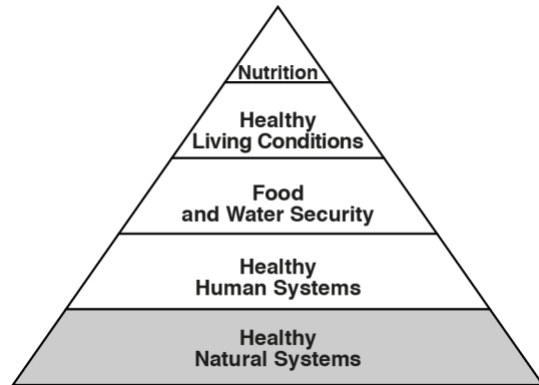 Nutrition
Healthy
Living Conditions
Food
and Water Security
Healthy
Human Systems
Healthy
Natural Systems